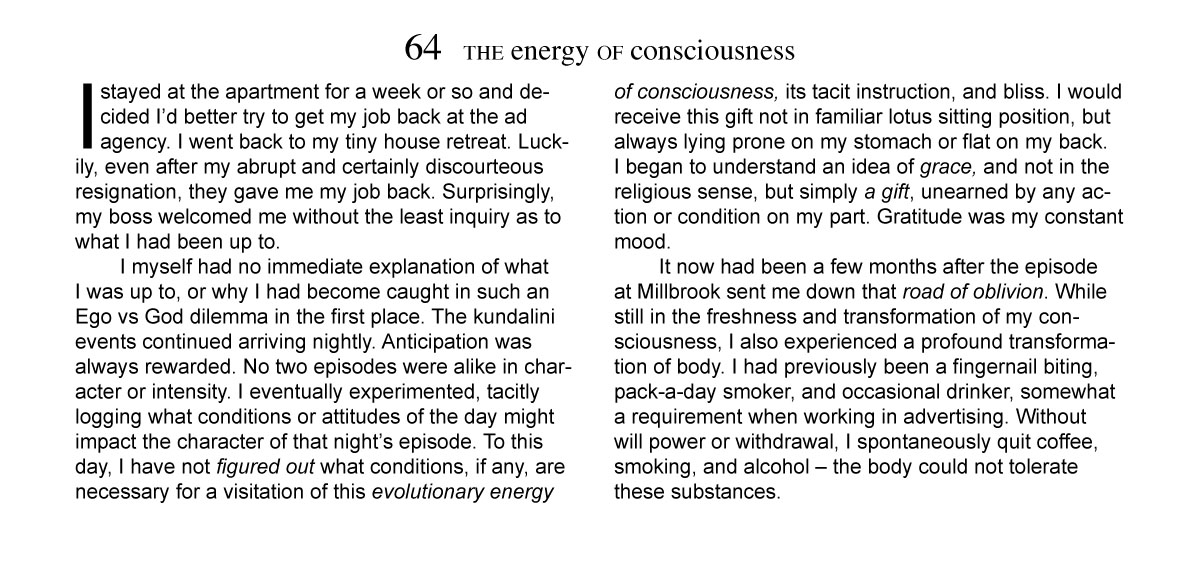 64 THE energy OF consciousness
I stayed at the apartment for a week or so and de-
cided I’d better try to get my job back at the ad
agency. I went back to my tiny house retreat. Luck-
ily, even after my abrupt and certainly discourteous
resignation, they gave me my job back. Surprisingly,
my boss welcomed me without the least inquiry as to
what I had been up to.
I myself had no immediate explanation of what
I was up to, or why I had become caught in such an
Ego vs God dilemma in the first place. The kundalini
events continued arriving nightly. Anticipation was
always rewarded. No two episodes were alike in char-
acter or intensity. I eventually experimented, tacitly
logging what conditions or attitudes of the day might
impact the character of that night’s episode. To this
day, I have not figured out what conditions, if any, are
necessary for a visitation of this evolutionary energy
of consciousness, its tacit instruction, and bliss. I would
receive this gift not in familiar lotus sitting position, but
always lying prone on my stomach or flat on my back.
I began to understand an idea of grace, and not in the
religious sense, but simply a gift, unearned by any ac-
tion or condition on my part. Gratitude was my constant
mood.
It now had been a few months after the episode
at Millbrook sent me down that road of oblivion. While
still in the freshness and transformation of my con-
sciousness, I also experienced a profound transforma-
tion of body. I had previously been a fingernail biting,
pack-a-day smoker, and occasional drinker, somewhat
a requirement when working in advertising. Without
will power or withdrawal, I spontaneously quit coffee,
smoking, and alcohol – the body could not tolerate
these substances.